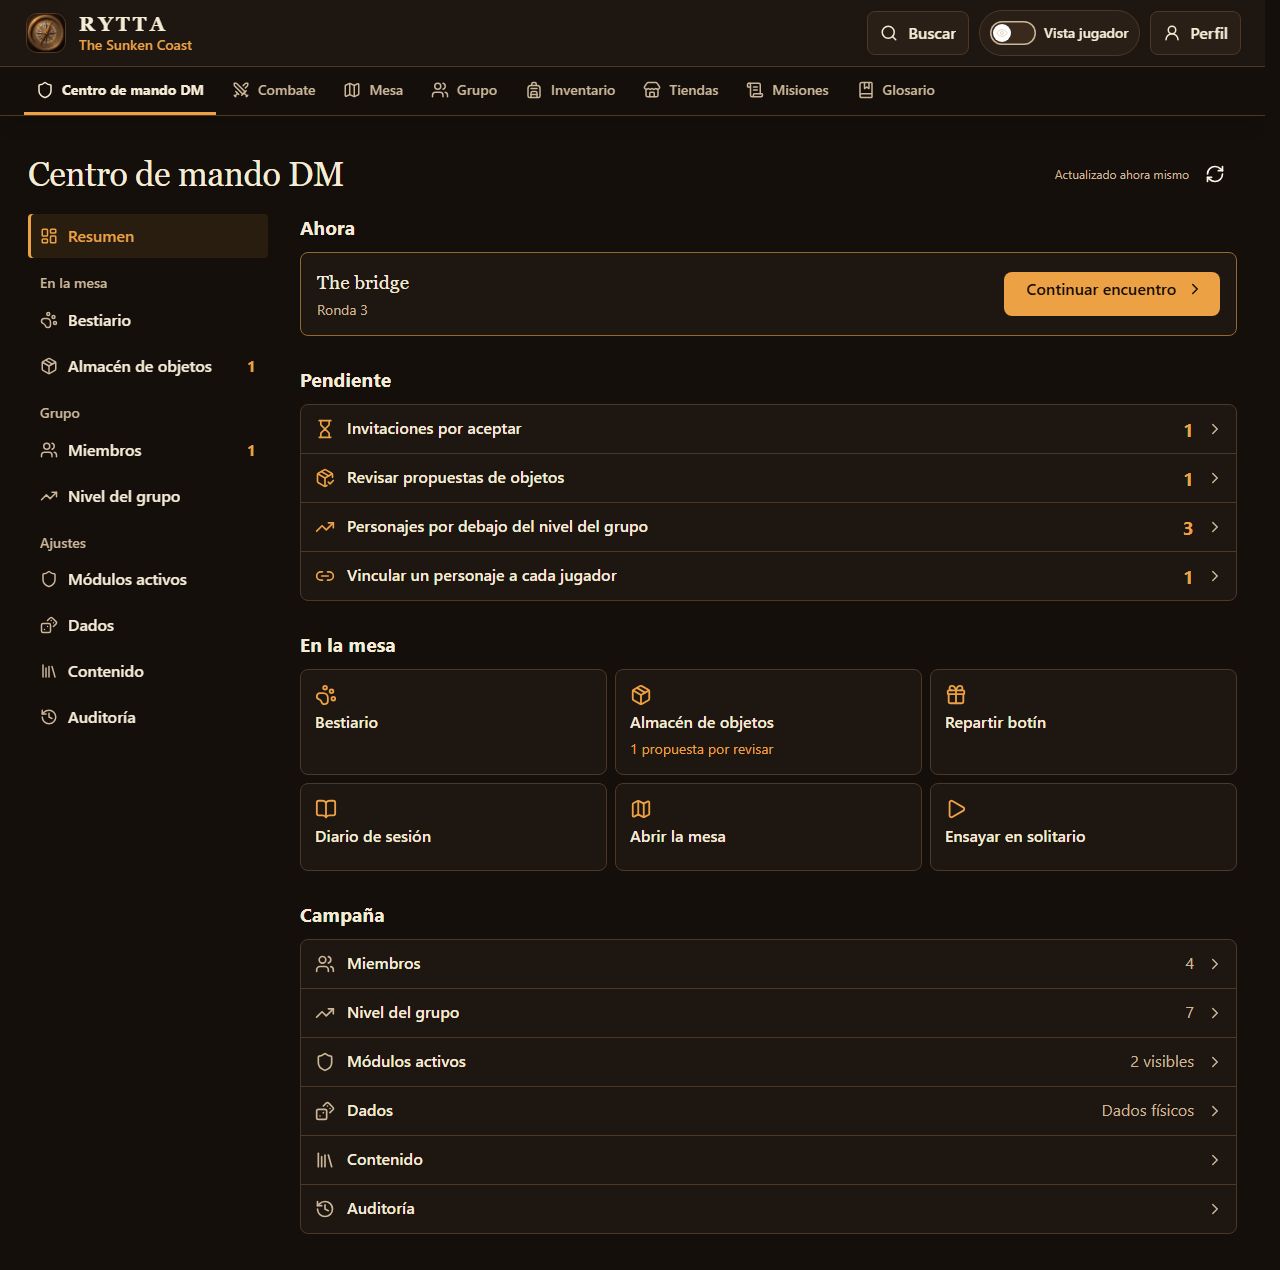 RYTTA
The Sunken Coast
Buscar
Vista jugador
Perfil
Centro de mando DM
Combate
Mesa
Grupo
Inventario
Tiendas
Misiones
Glosario
Centro de mando DM
Actualizado ahora mismo
Resumen
En la mesa
Bestiario
Almacén de objetos 1
Grupo
Miembros 1
Nivel del grupo
Ajustes
Módulos activos
Dados
Contenido
Auditoría
Ahora
The bridge
Ronda 3
Continuar encuentro
Pendiente
Invitaciones por aceptar 1
Revisar propuestas de objetos 1
Personajes por debajo del nivel del grupo 3
Vincular un personaje a cada jugador 1
En la mesa
Bestiario
Almacén de objetos
1 propuesta por revisar
Repartir botín
Diario de sesión
Abrir la mesa
Ensayar en solitario
Campaña
Miembros 4
Nivel del grupo 7
Módulos activos 2 visibles
Dados Dados físicos
Contenido
Auditoría